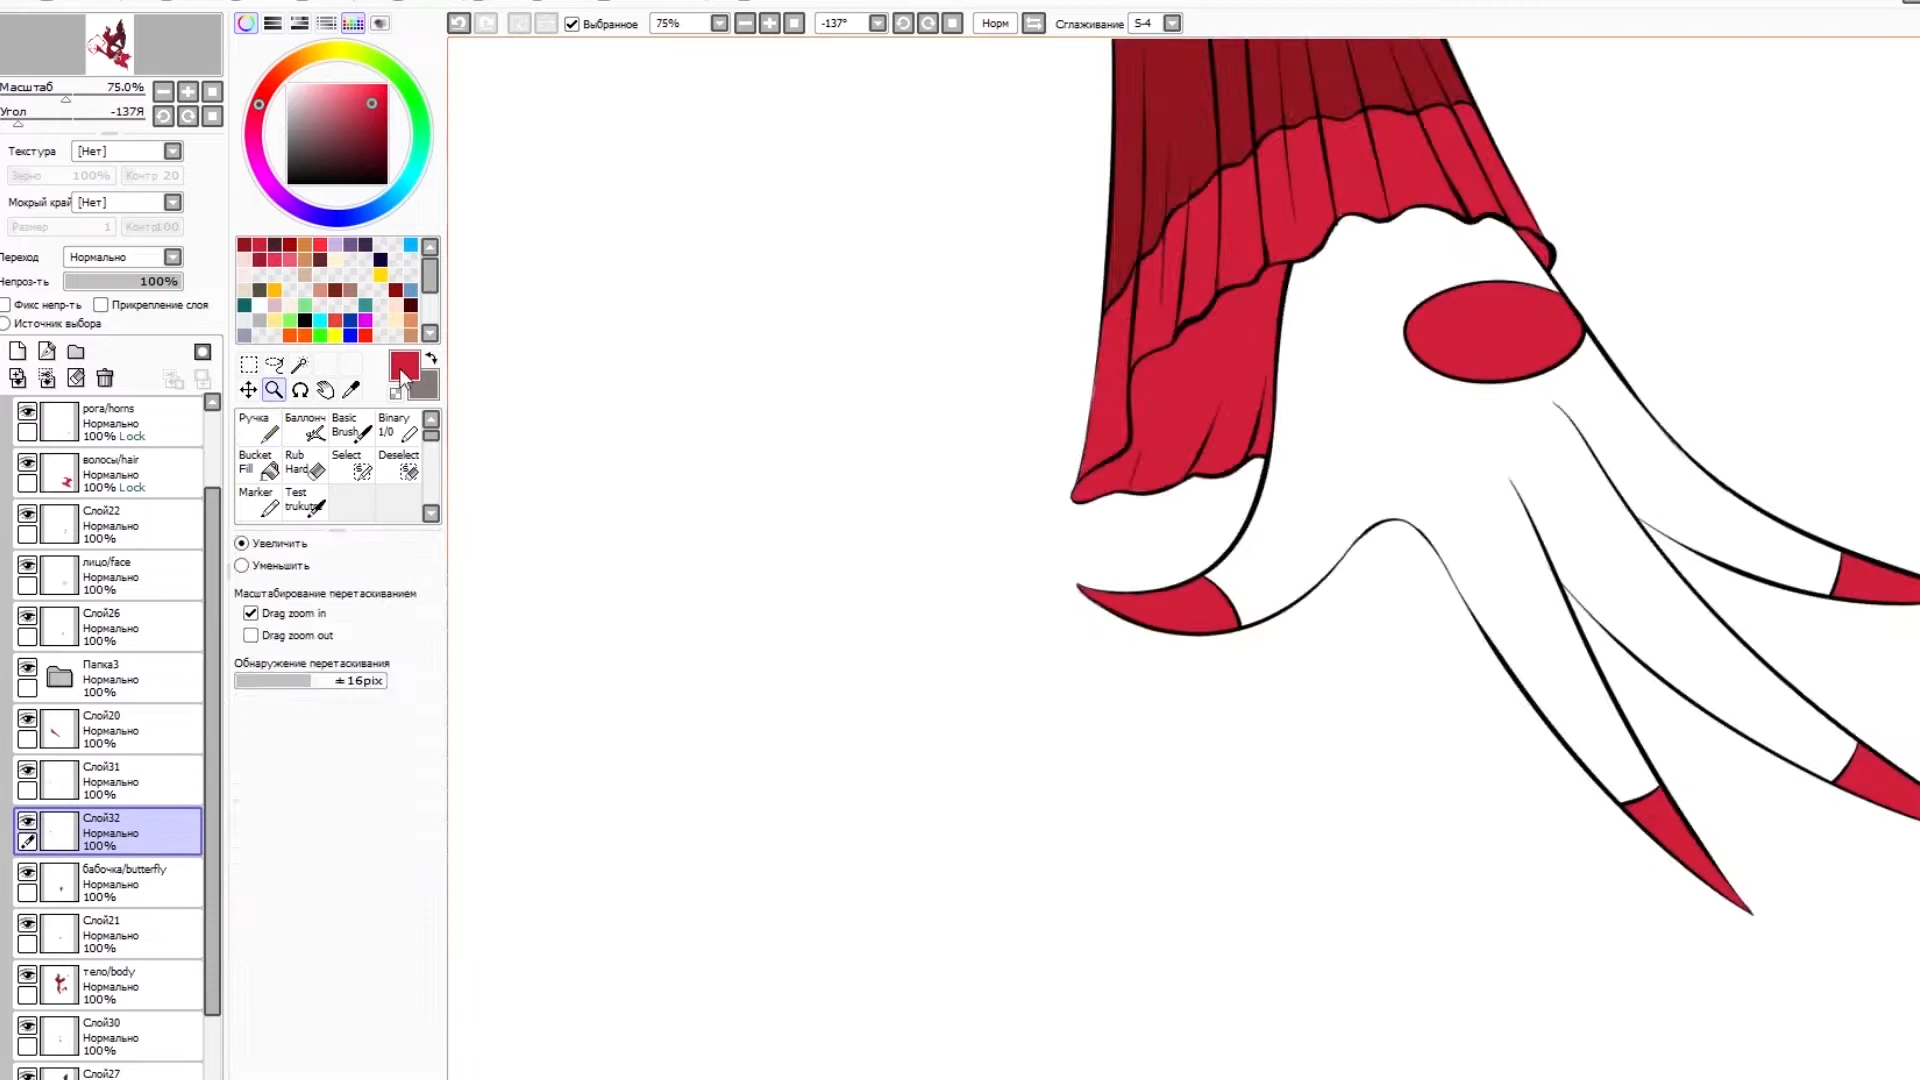 Выбранное
75%
-137°
Норм
Сглаживание
S-4
Масштаб
75.0%
Угол
-137Я
Текстура
[Нет]
Зерно
100%
Контр 20
Мокрый край
[Нет]
Размер
1
Контр100
Переход
Нормально
Непроз-ть
100%
Фикс непр-ть
Прикрепление слоя
Источник выбора
рога/horns
Нормально
100% Lock
волосы/hair
Нормально
100% Lock
Слой22
Нормально
100%
лицо/face
Нормально
100%
Слой26
Нормально
100%
Папка3
Нормально
100%
Слой20
Нормально
100%
Слой31
Нормально
100%
Слой32
Нормально
100%
бабочка/butterfly
Нормально
100%
Слой21
Нормально
100%
тело/body
Нормально
100%
Слой30
Нормально
100%
Слой27
Ручка
Баллонч
Basic
Brush
Binary
1/0
Bucket
Fill
Rub
Hard
Select
Deselect
Marker
Test
Увеличить
Уменьшить
Масштабирование перетаскиванием
Drag zoom in
Drag zoom out
Обнаружение перетаскивания
±16pix